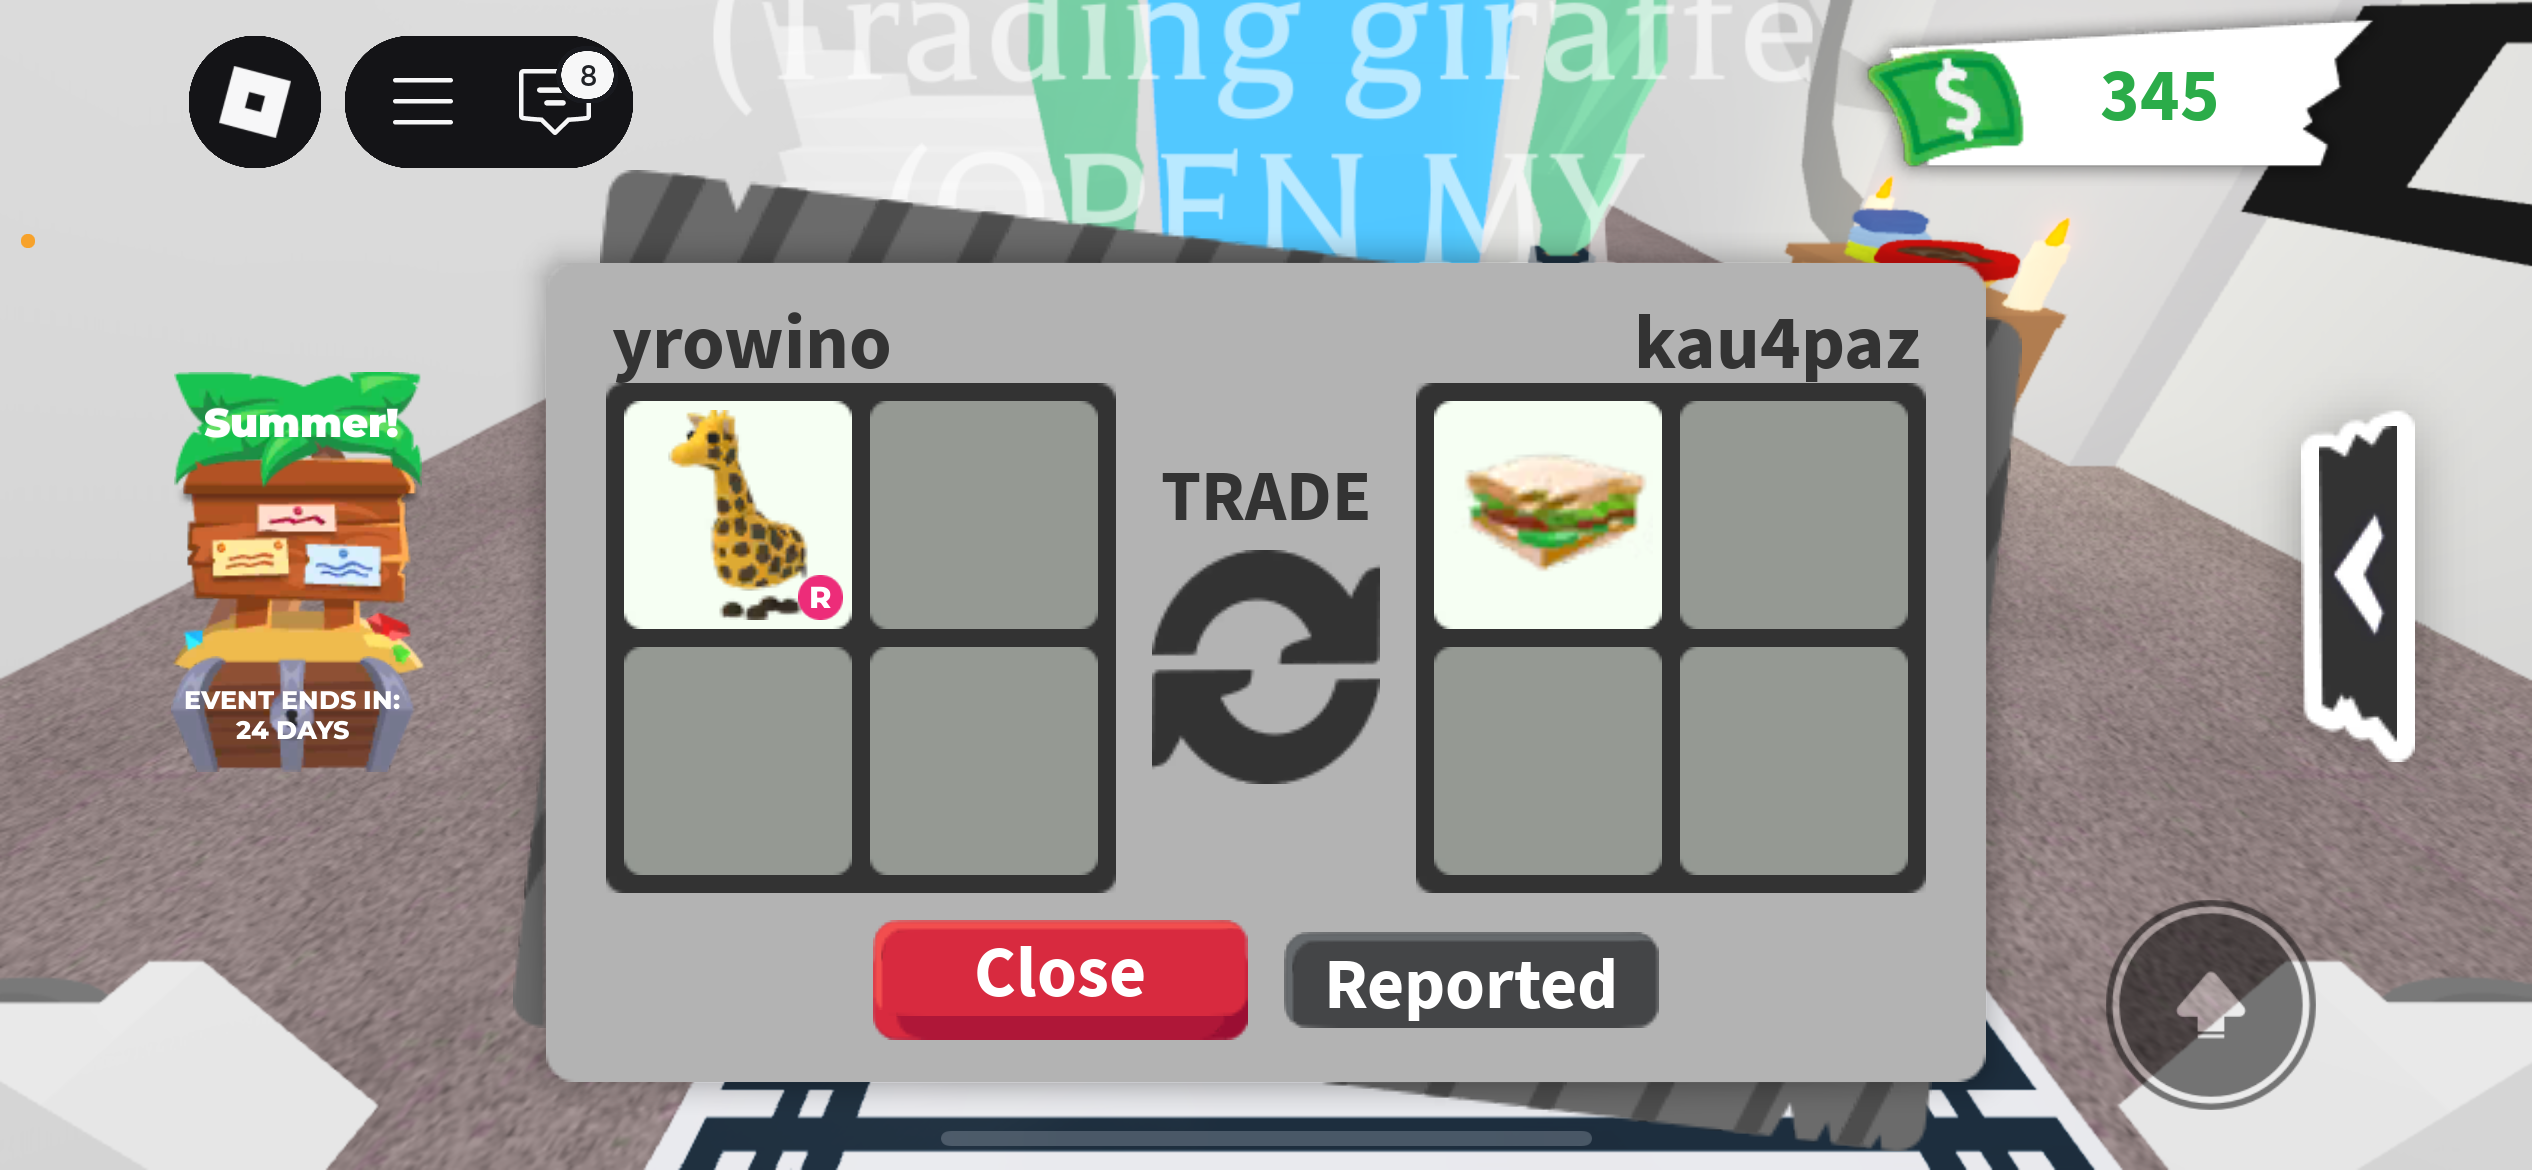 (Trading giraffe
(OPEN MY
8
345
Summer!
EVENT ENDS IN:
24 DAYS
yrowino
kau4paz
R
TRADE
Close
Reported